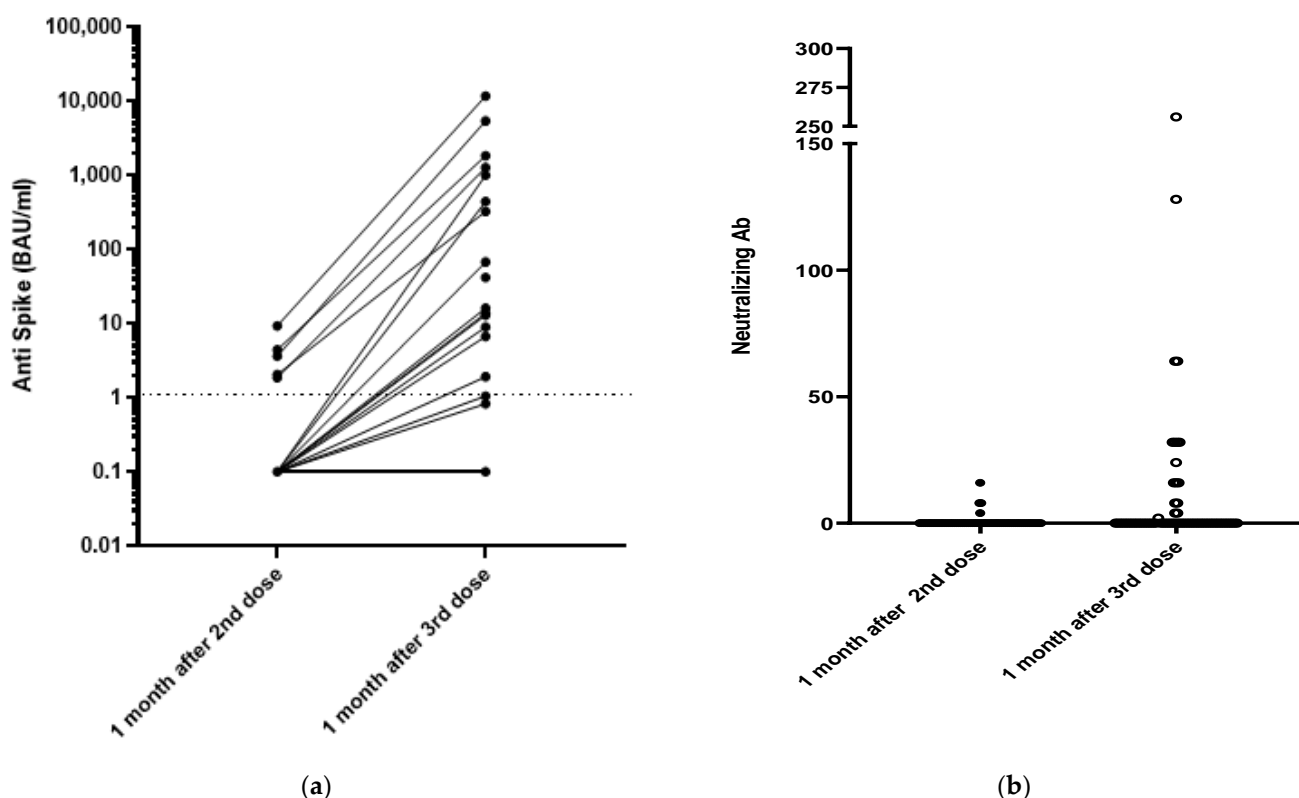 100,000
10,000
1,000
100
10
1
0.1
0.01
Anti Spike (BAU/ml)
1 month after 2nd dose
1 month after 3rd dose
(a)
300
275
250
150
100
50
0
Neutralizing Ab
1 month after 2nd dose
1 month after 3rd dose
(b)